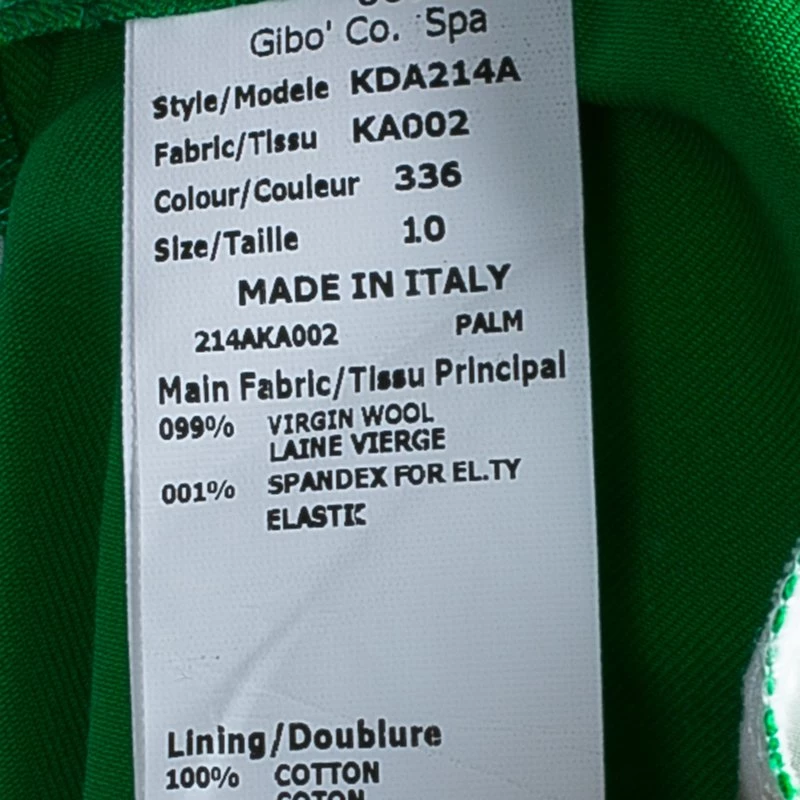 Gibo' Co. Spa
Style/Modele KDA214A
Fabric/Tissu KA002
Colour/Couleur 336
Size/Taille 10
MADE IN ITALY
214AKA002 PALM
Main Fabric/Tissu Principal
099% VIRGIN WOOL
LAINE VIERGE
001% SPANDEX FOR EL.TY
ELASTIC
Lining/Doublure
100% COTTON
COTON